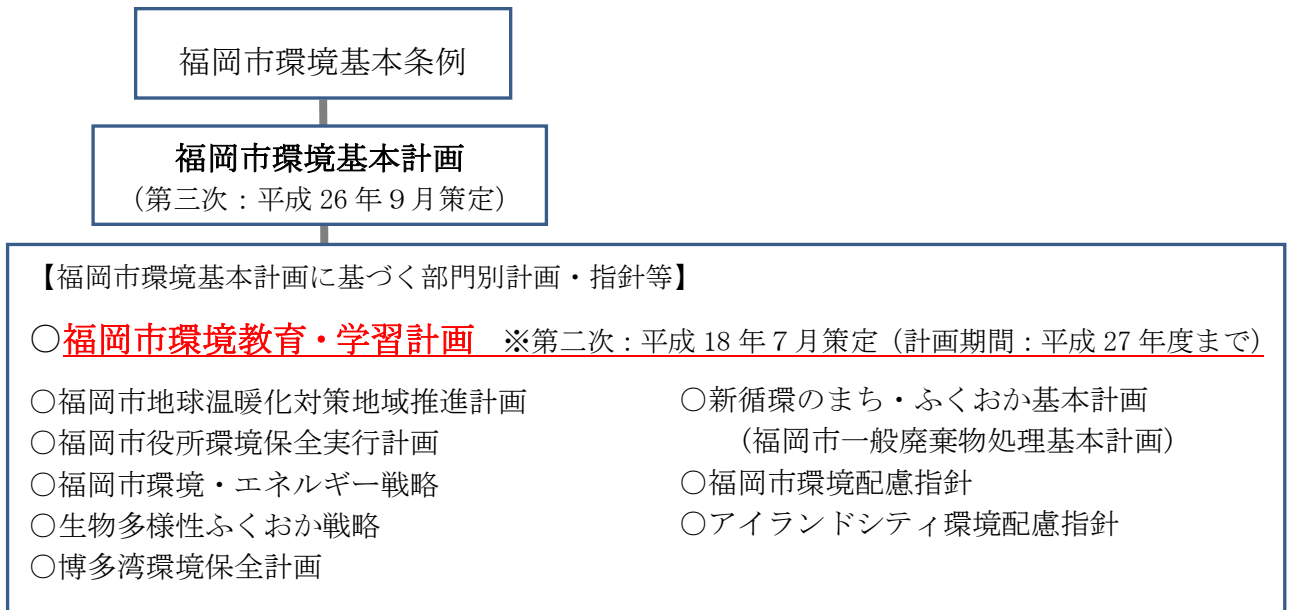 福岡市環境基本条例
福岡市環境基本計画
(第三次:平成 26 年9月策定)
【福岡市環境基本計画に基づく部門別計画・指針等】
○福岡市環境教育・学習計画 ※第二次:平成 18 年7月策定(計画期間:平成 27 年度まで)
○福岡市地球温暖化対策地域推進計画
○福岡市役所環境保全実行計画
○福岡市環境・エネルギー戦略
○生物多様性ふくおか戦略
○博多湾環境保全計画
○新循環のまち・ふくおか基本計画
(福岡市一般廃棄物処理基本計画)
○福岡市環境配慮指針
○アイランドシティ環境配慮指針